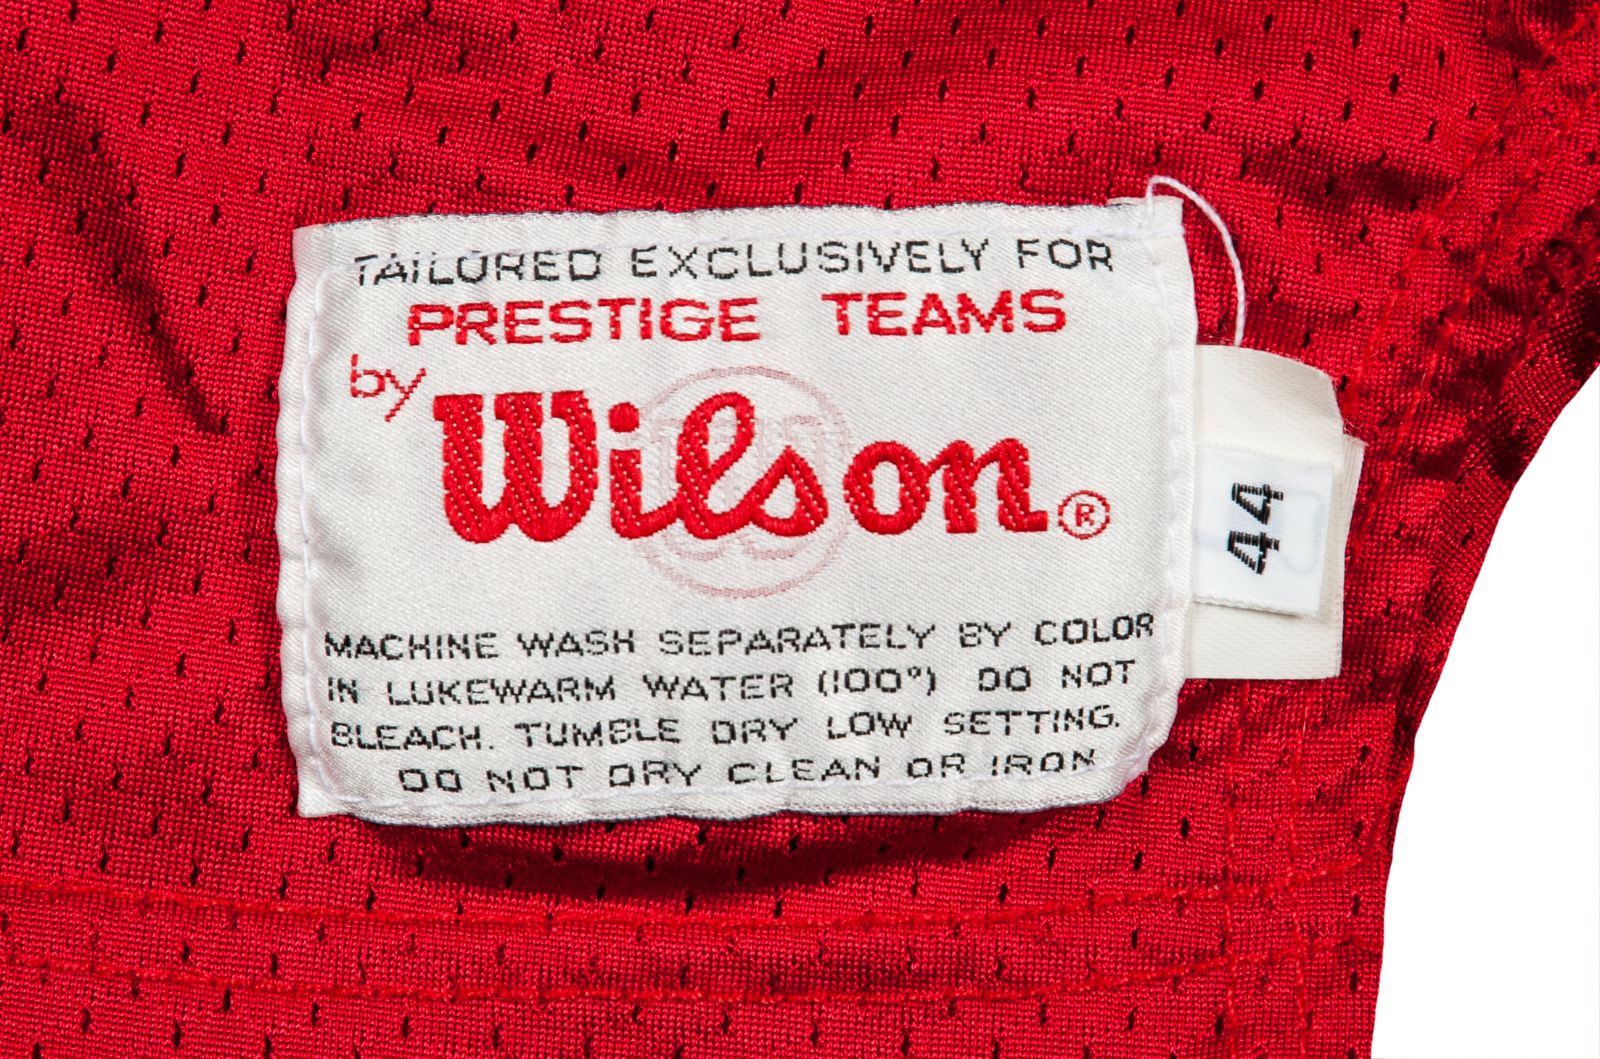 TAILORED EXCLUSIVELY FOR
PRESTIGE TEAMS
by Wilson®
44
MACHINE WASH SEPARATELY BY COLOR
IN LUKEWARM WATER (100°) DO NOT
BLEACH. TUMBLE DRY LOW SETTING.
DO NOT DRY CLEAN OR IRON